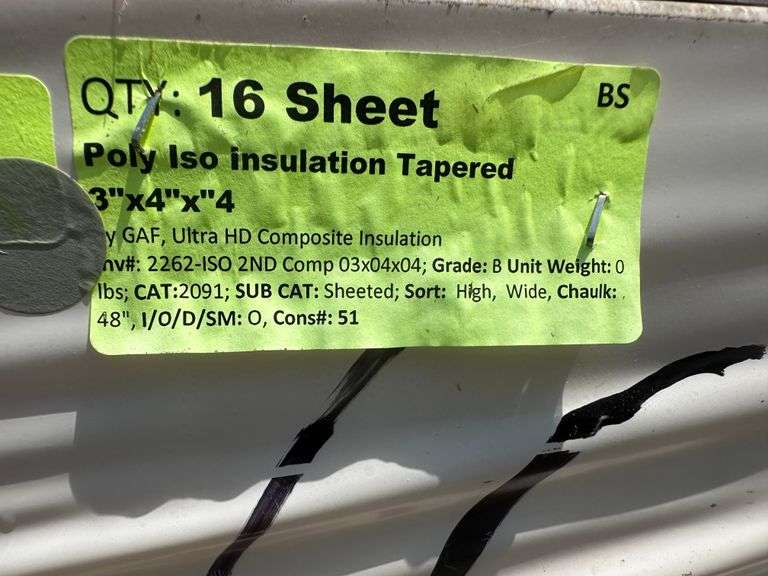 QTY: 16 Sheet BS
Poly Iso insulation Tapered
3"x4"x"4
y GAF, Ultra HD Composite Insulation
nv#: 2262-ISO 2ND Comp 03x04x04; Grade: B Unit Weight: 0
lbs; CAT:2091; SUB CAT: Sheeted; Sort: High, Wide, Chaulk:
48", I/O/D/SM: O, Cons#: 51